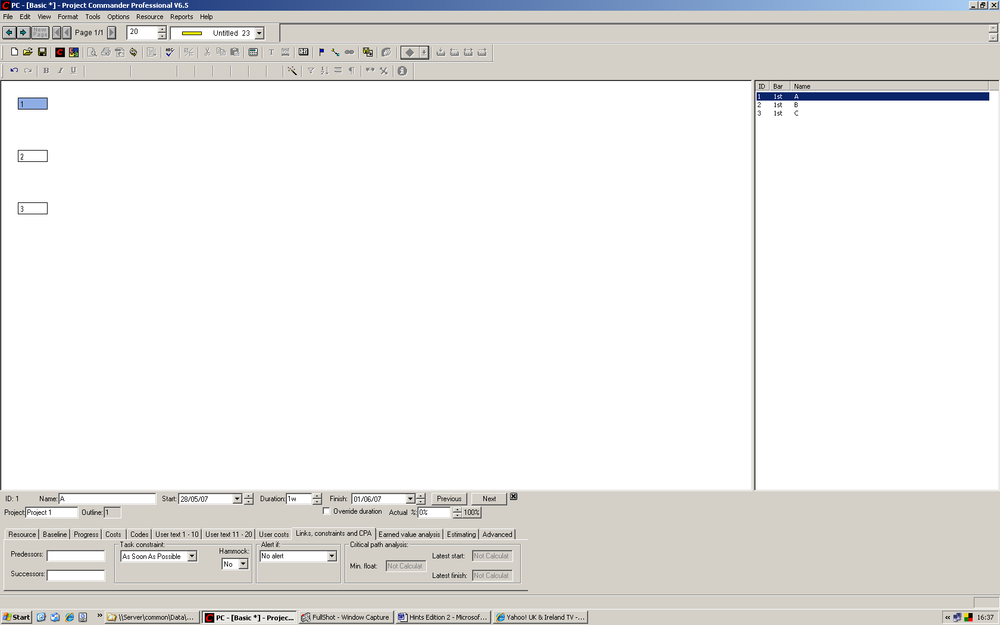 PC - [Basic *] - Project Commander Professional V6.5
File Edit View Format Tools Options Resource Reports Help
New Page Page 1/1 20 Untitled 23
ABC T 123
B I U
ID Bar Name
1 1st A
2 1st B
3 1st C
1
2
3
ID: 1 Name: A Start: 28/05/07 Duration: 1w Finish: 01/06/07 Previous Next
Project: Project 1 Outline: 1 Override duration Actual %: 0% 100%
Resource Baseline Progress Costs Codes User text 1 - 10 User text 11 - 20 User costs Links, constraints and CPA Earned value analysis Estimating Advanced
Task constraint: Alert if: Critical path analysis:
Predessors: As Soon As Possible Hammock: No alert Latest start: Not Calculat
No Min. float: Not Calculat
Successors: Latest finish: Not Calculat
Start \\Server\common\Data\... PC - [Basic *] - Projec... FullShot - Window Capture Hints Edition 2 - Microsof... Yahoo! UK & Ireland TV -... 16:37